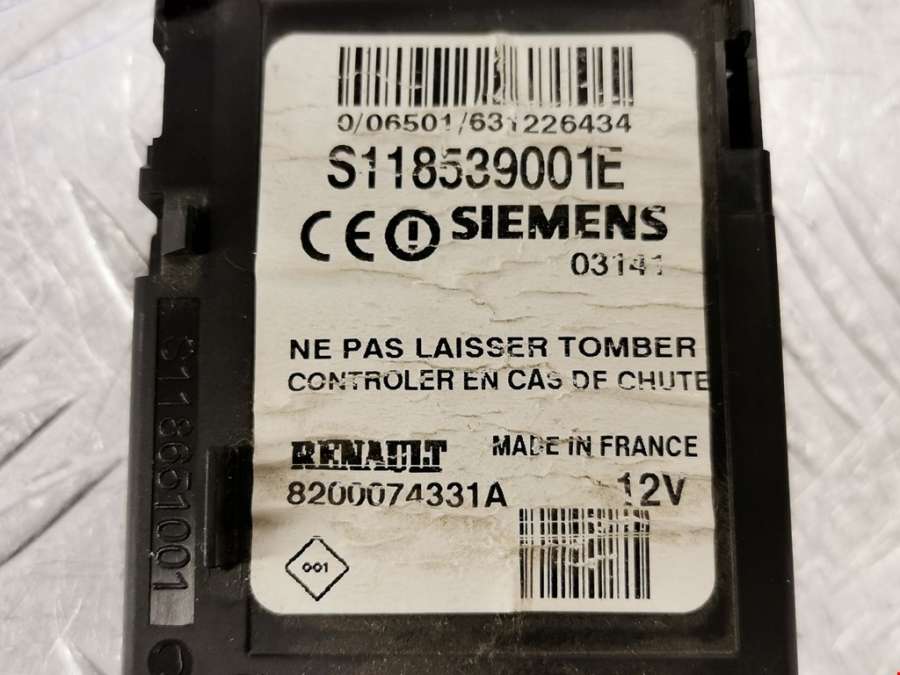 0/06501/631226434
S118539001E
CE SIEMENS
03141
NE PAS LAISSER TOMBER
CONTROLER EN CAS DE CHUTE
RENAULT MADE IN FRANCE
8200074331A 12V
001
S118651001